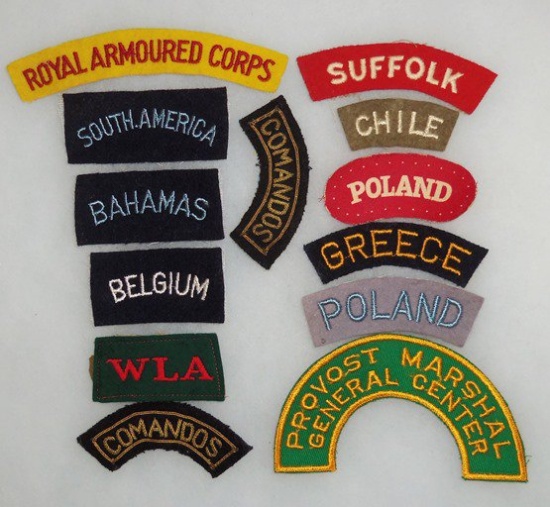 ROYAL ARMOURED CORPS
SUFFOLK
SOUTH.AMERICA
COMANDOS
CHILE
BAHAMAS
POLAND
BELGIUM
GREECE
POLAND
WLA
PROVOST MARSHAL
GENERAL CENTER
COMANDOS